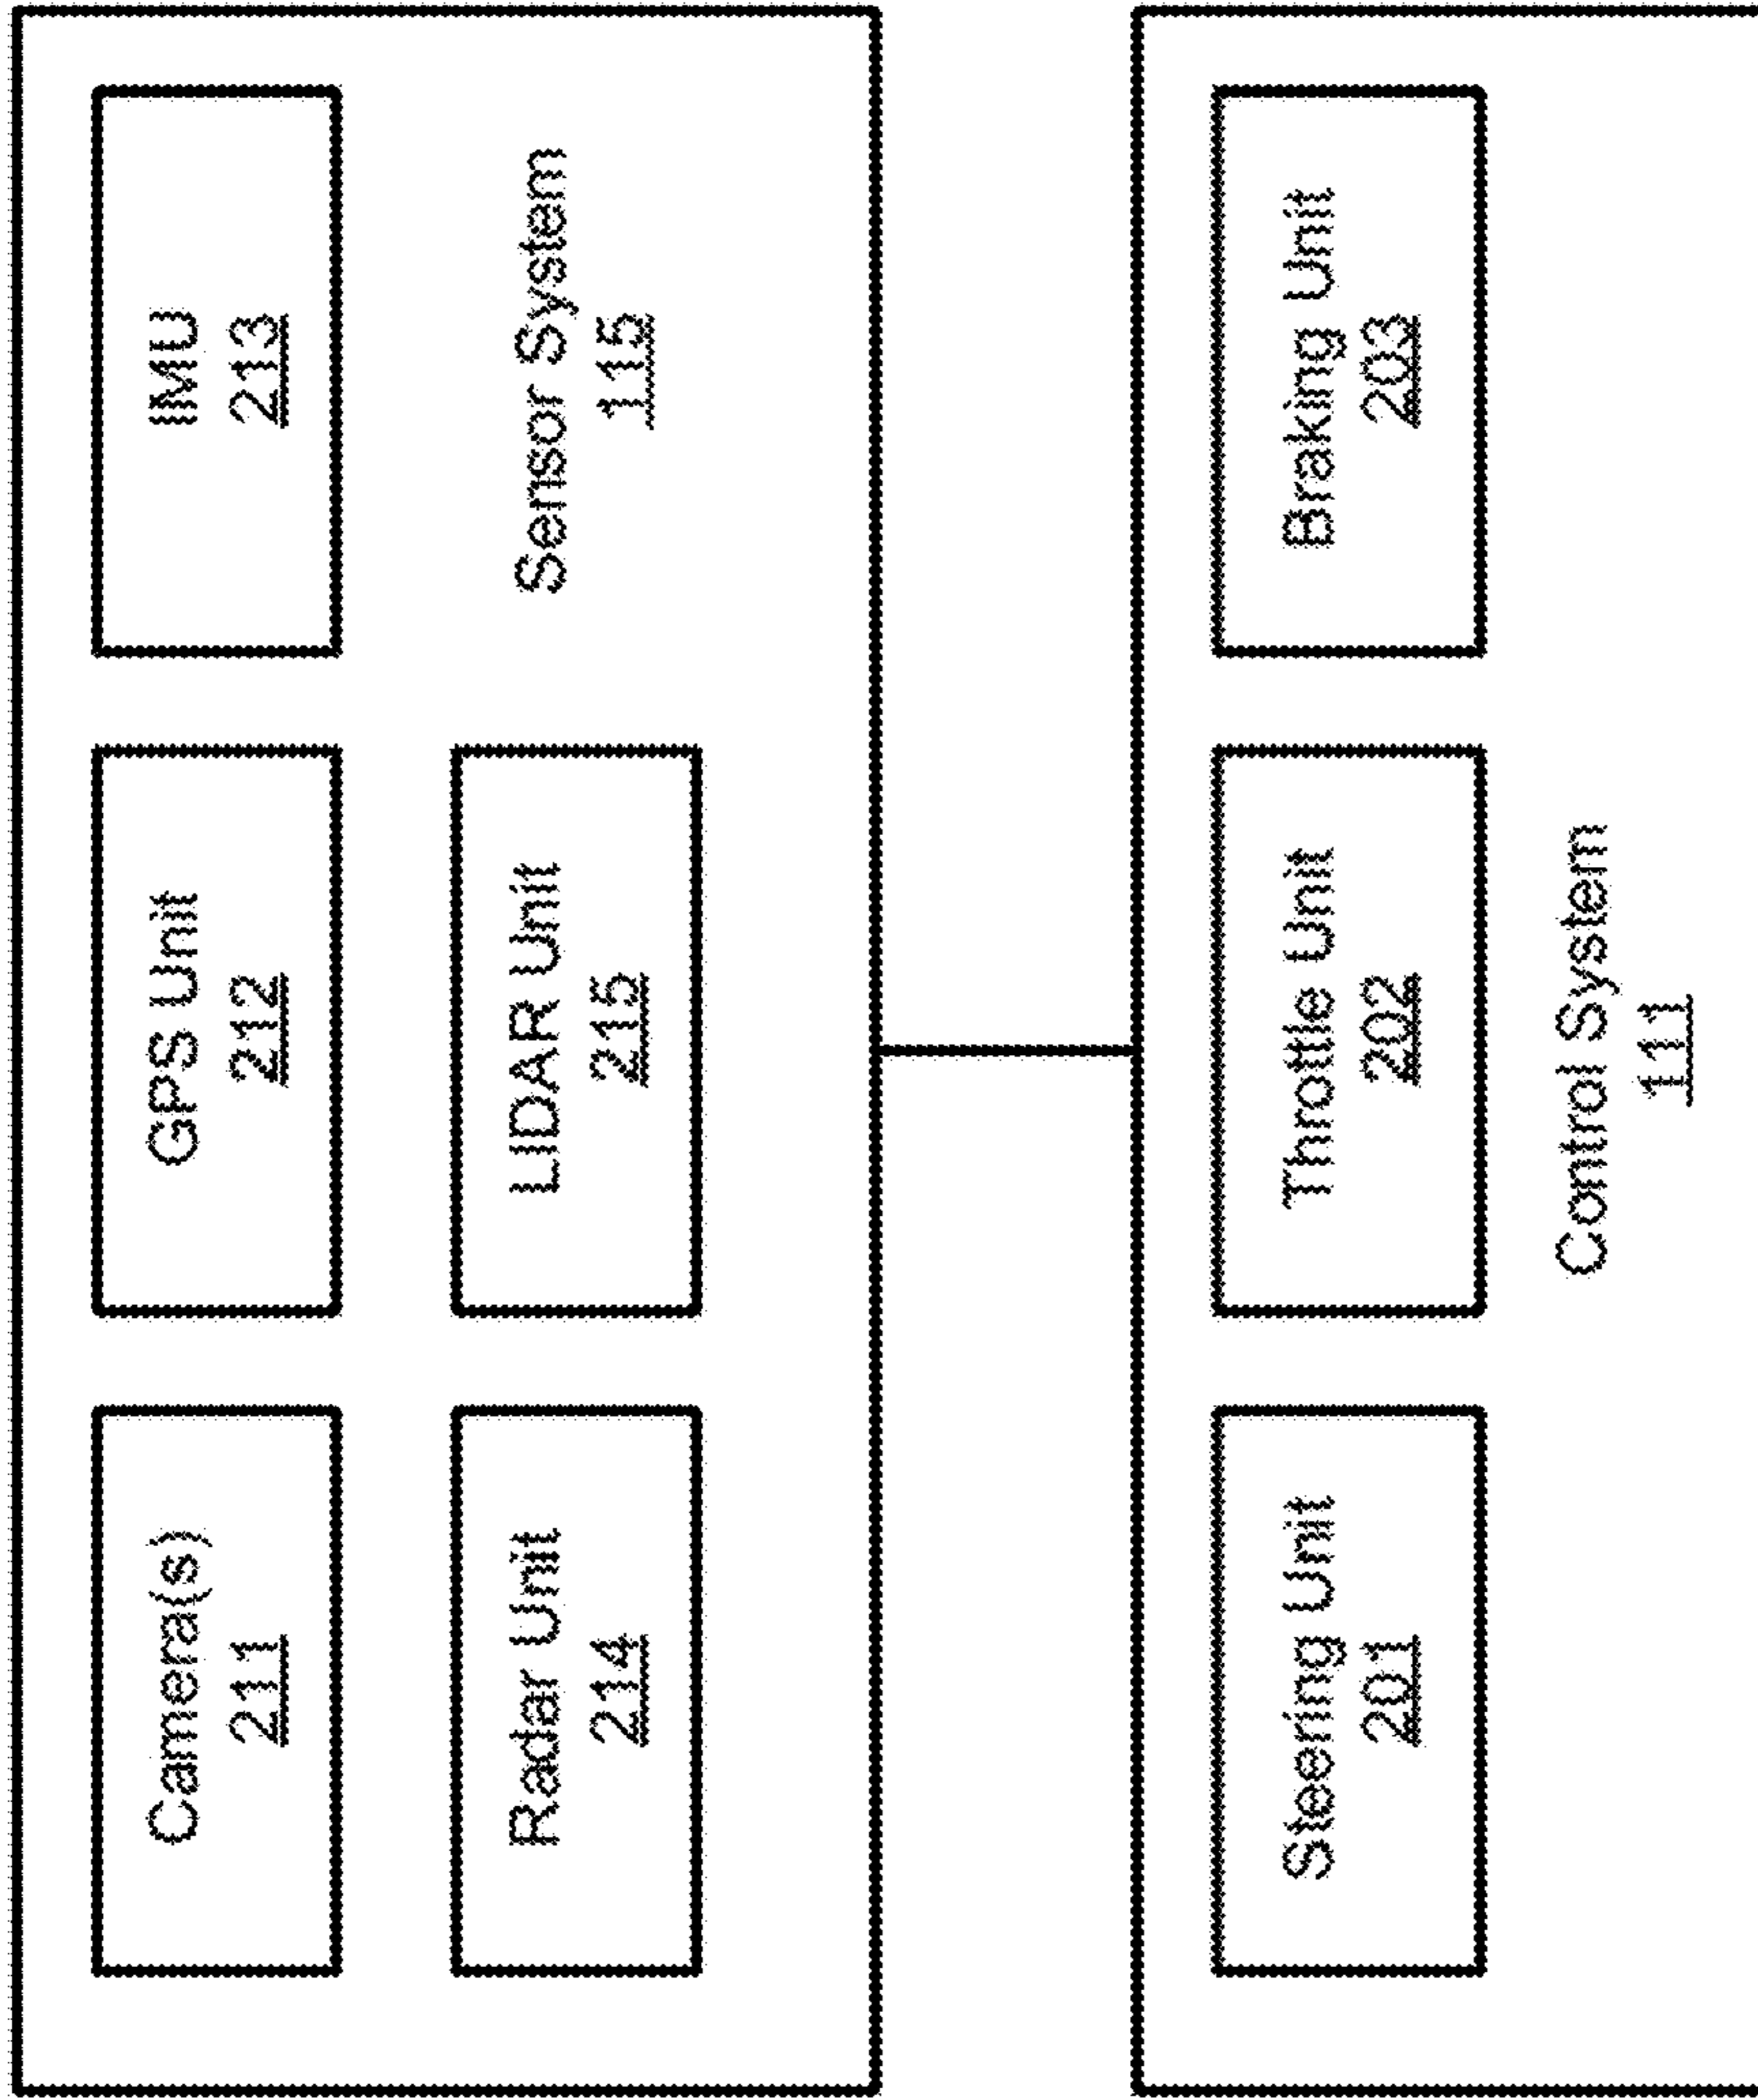 Camera(s)
211
GPS Unit
212
IMU
213
Radar Unit
214
LIDAR Unit
215
Sensor System
115
Steering Unit
201
Throttle Unit
202
Braking Unit
203
Control System
111